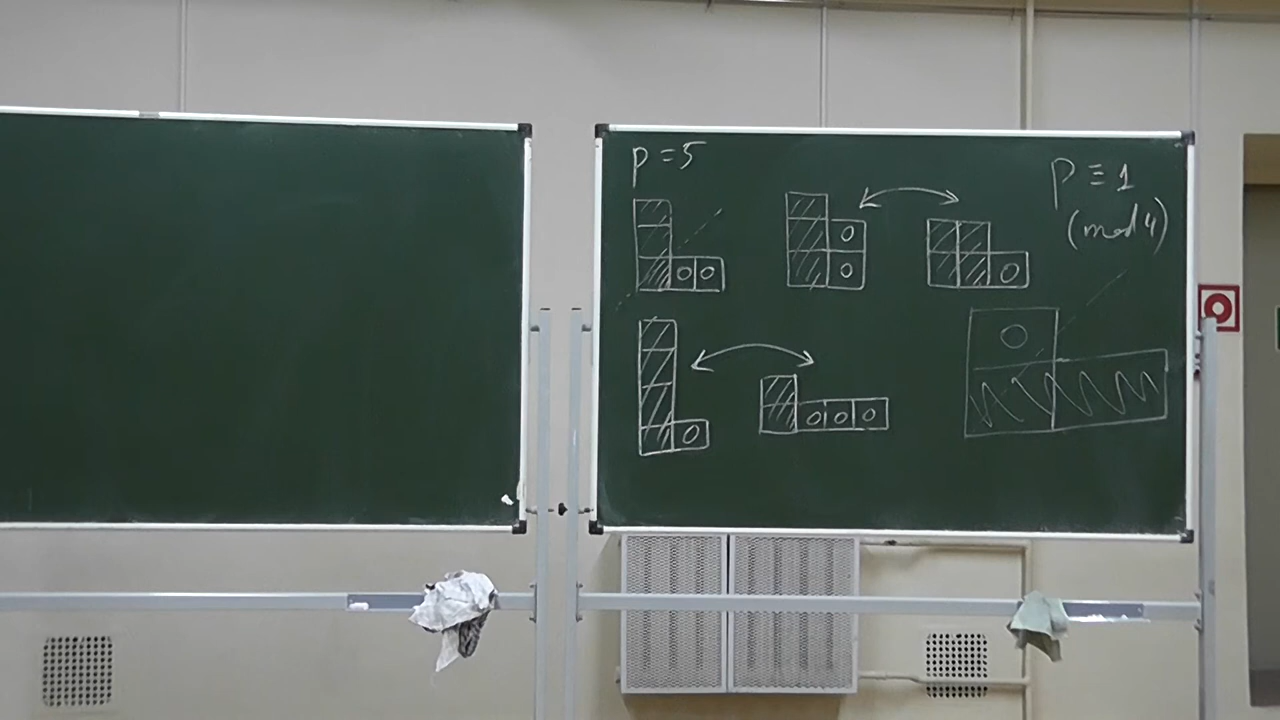 p = 5
p ≡ 1
(mod 4)